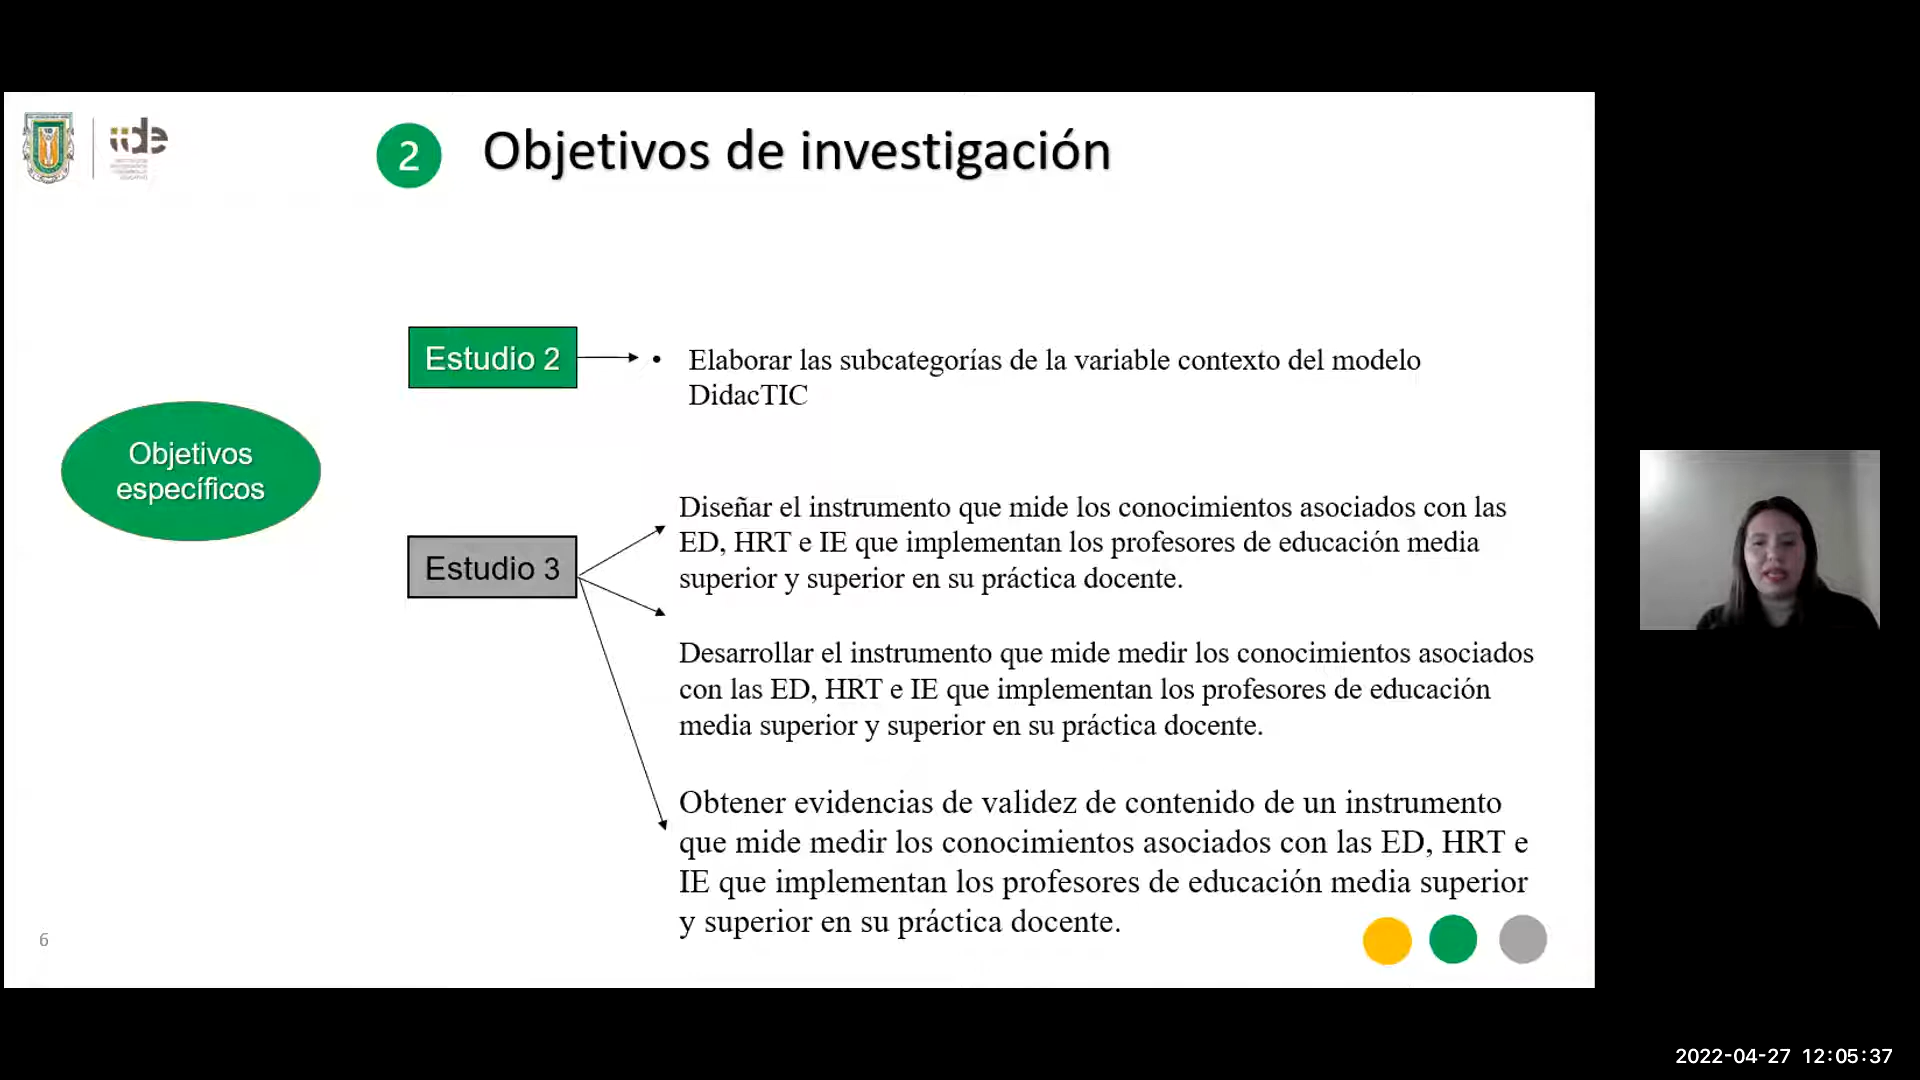 iide
2
Objetivos de investigación
Estudio 2
• Elaborar las subcategorías de la variable contexto del modelo
DidacTIC
Objetivos
específicos
Estudio 3
Diseñar el instrumento que mide los conocimientos asociados con las
ED, HRT e IE que implementan los profesores de educación media
superior y superior en su práctica docente.
Desarrollar el instrumento que mide medir los conocimientos asociados
con las ED, HRT e IE que implementan los profesores de educación
media superior y superior en su práctica docente.
Obtener evidencias de validez de contenido de un instrumento
que mide medir los conocimientos asociados con las ED, HRT e
IE que implementan los profesores de educación media superior
y superior en su práctica docente.
6
2022-04-27 12:05:37